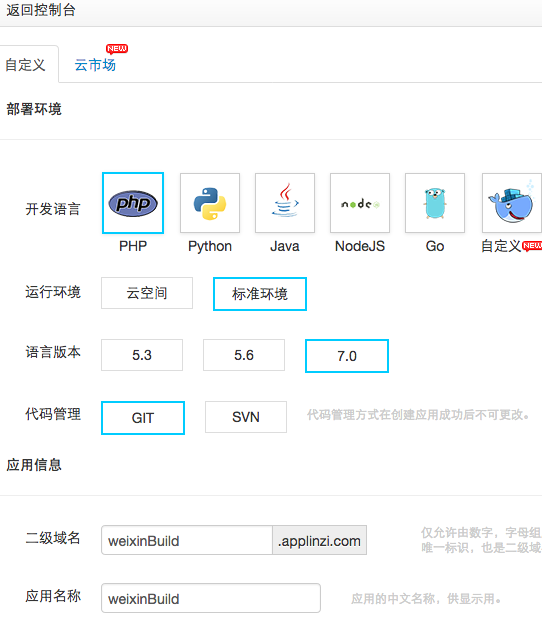 返回控制台
自定义
云市场
NEW
部署环境
开发语言
php
node
PHP
Python
Java
NodeJS
Go
自定义
NEW
运行环境
云空间
标准环境
语言版本
5.3
5.6
7.0
代码管理
GIT
SVN
代码管理方式在创建应用成功后不可更改。
应用信息
二级域名
weixinBuild
.applinzi.com
仅允许由数字，字母组
唯一标识，也是二级域
应用名称
weixinBuild
应用的中文名称，供显示用。